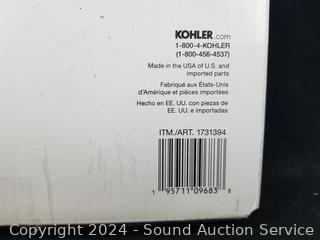 KOHLER.com
1-800-4-KOHLER
(1-800-456-4537)
Made in the USA of U.S. and
imported parts
Fabriqué aux États-Unis
d'Amérique et pièces importées
Hecho en EE. UU. con piezas de
EE. UU. e importadas
ITM./ART. 1731394
1 95711 09683 8
Copyright 2024 - Sound Auction Service